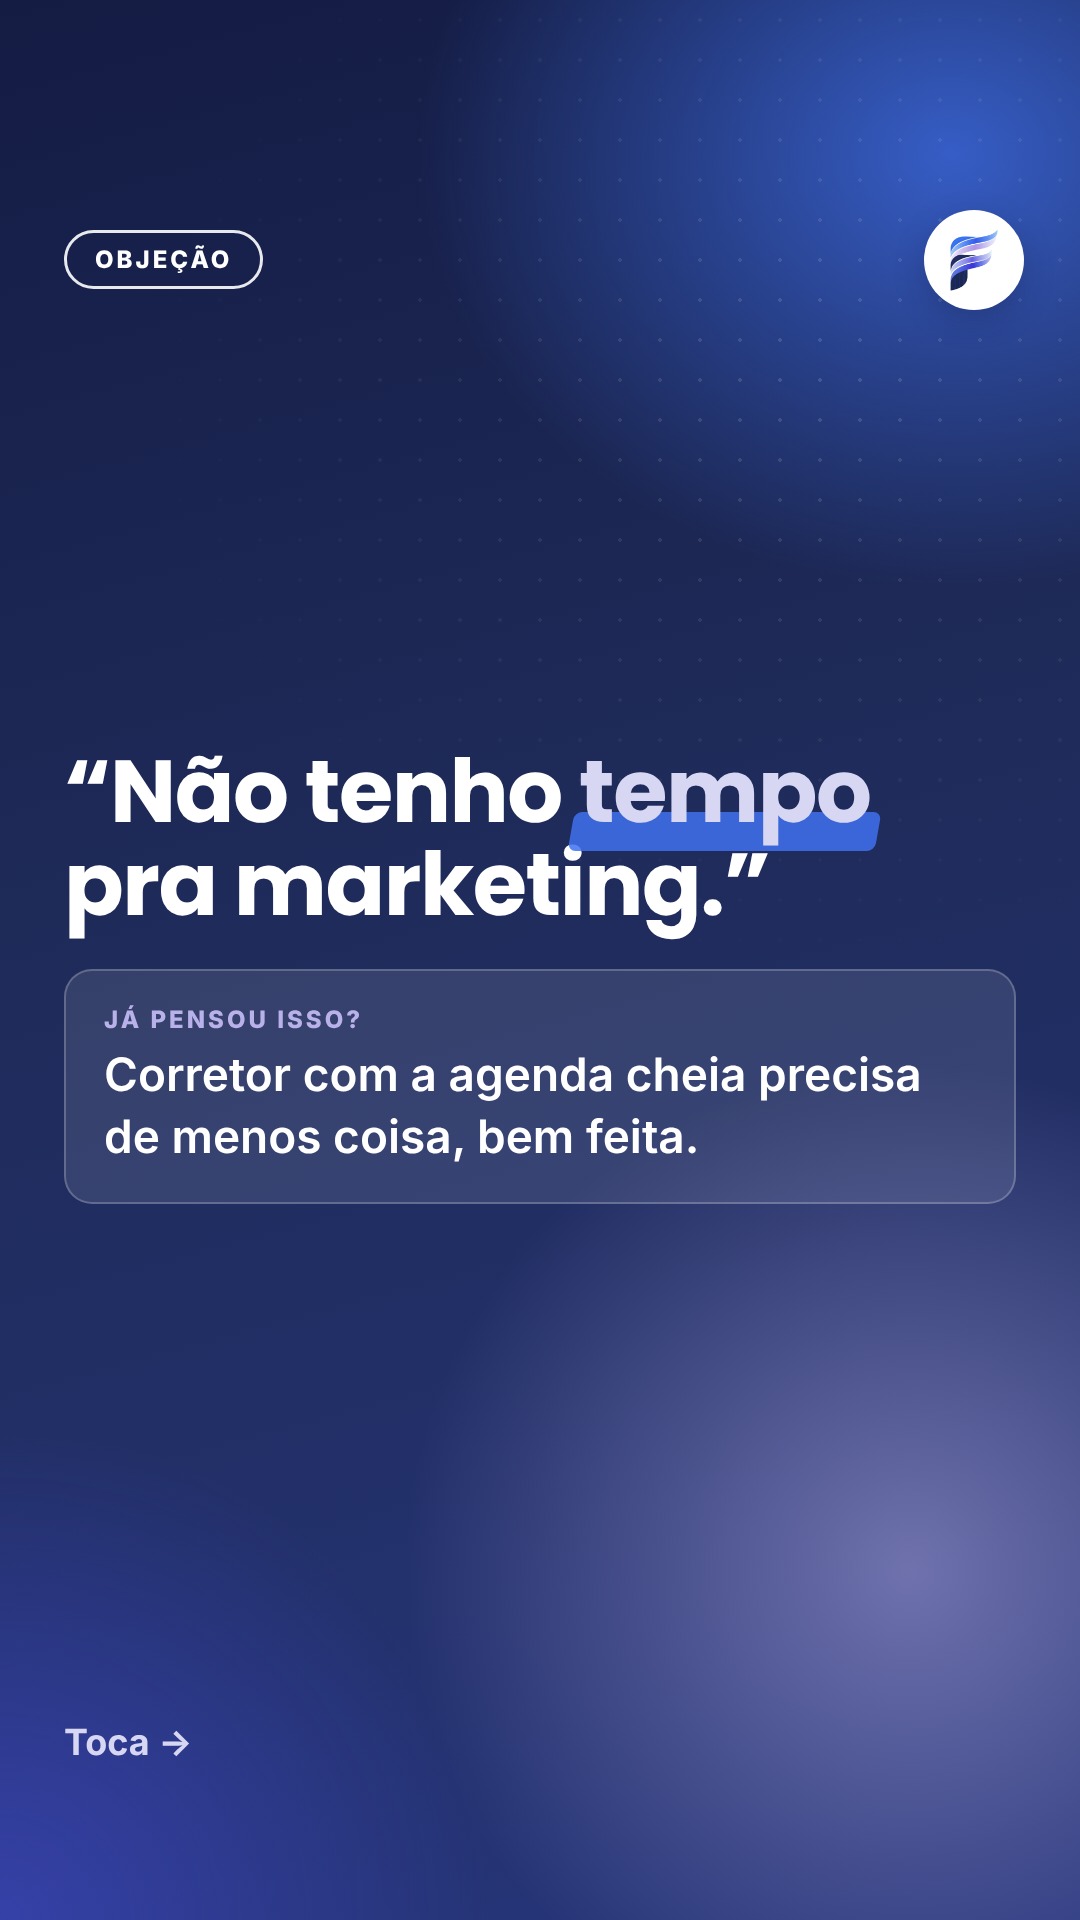 OBJEÇÃO
“Não tenho tempo
pra marketing.”
JÁ PENSOU ISSO?
Corretor com a agenda cheia precisa
de menos coisa, bem feita.
Toca →